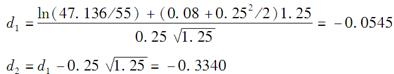 d₁ = \frac{ln(47.136/55) + (0.08 + 0.25²/2)1.25}{0.25 √1.25} = −0.0545
d₂ = d₁ − 0.25 √1.25 = −0.3340